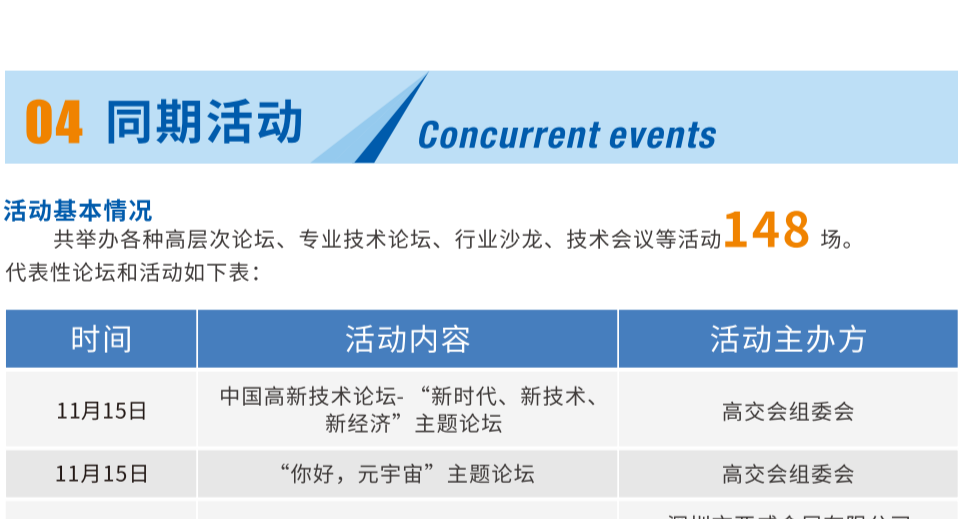 04 同期活动 Concurrent events
活动基本情况
共举办各种高层次论坛、专业技术论坛、行业沙龙、技术会议等活动148 场。
代表性论坛和活动如下表：
时间 活动内容 活动主办方
11月15日 中国高新技术论坛-“新时代、新技术、 高交会组委会
新经济”主题论坛
11月15日 “你好，元宇宙”主题论坛 高交会组委会